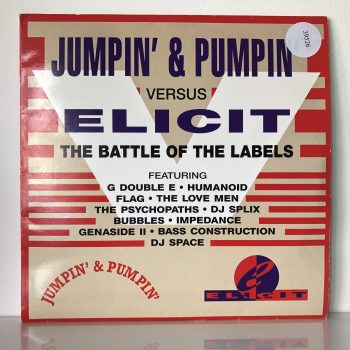 JUMPIN' & PUMPIN'
VERSUS
ELICIT
THE BATTLE OF THE LABELS
FEATURING
G DOUBLE E • HUMANOID
FLAG • THE LOVE MEN
THE PSYCHOPATHS • DJ SPLIX
BUBBLES • IMPEDANCE
GENASIDE II • BASS CONSTRUCTION
DJ SPACE
JUMPIN' & PUMPIN'
ELICIT